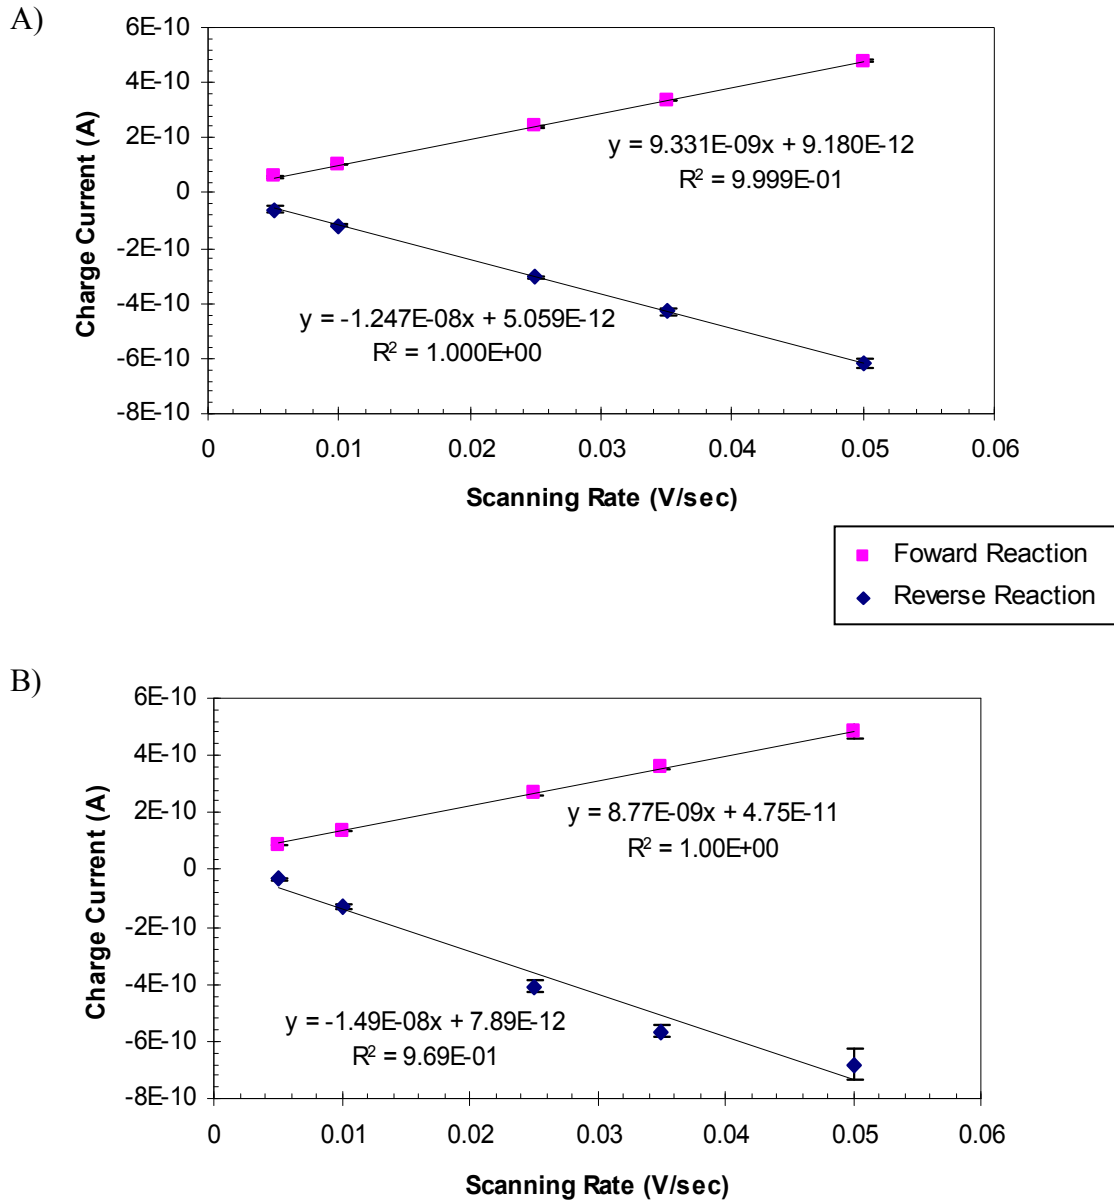 A)
6E-10
4E-10
2E-10
0
-2E-10
-4E-10
-6E-10
-8E-10
Charge Current (A)
y = 9.331E-09x + 9.180E-12
R² = 9.999E-01
y = -1.247E-08x + 5.059E-12
R² = 1.000E+00
0 0.01 0.02 0.03 0.04 0.05 0.06
Scanning Rate (V/sec)
Foward Reaction
Reverse Reaction
B)
6E-10
4E-10
2E-10
0
-2E-10
-4E-10
-6E-10
-8E-10
Charge Current (A)
y = 8.77E-09x + 4.75E-11
R² = 1.00E+00
y = -1.49E-08x + 7.89E-12
R² = 9.69E-01
0 0.01 0.02 0.03 0.04 0.05 0.06
Scanning Rate (V/sec)